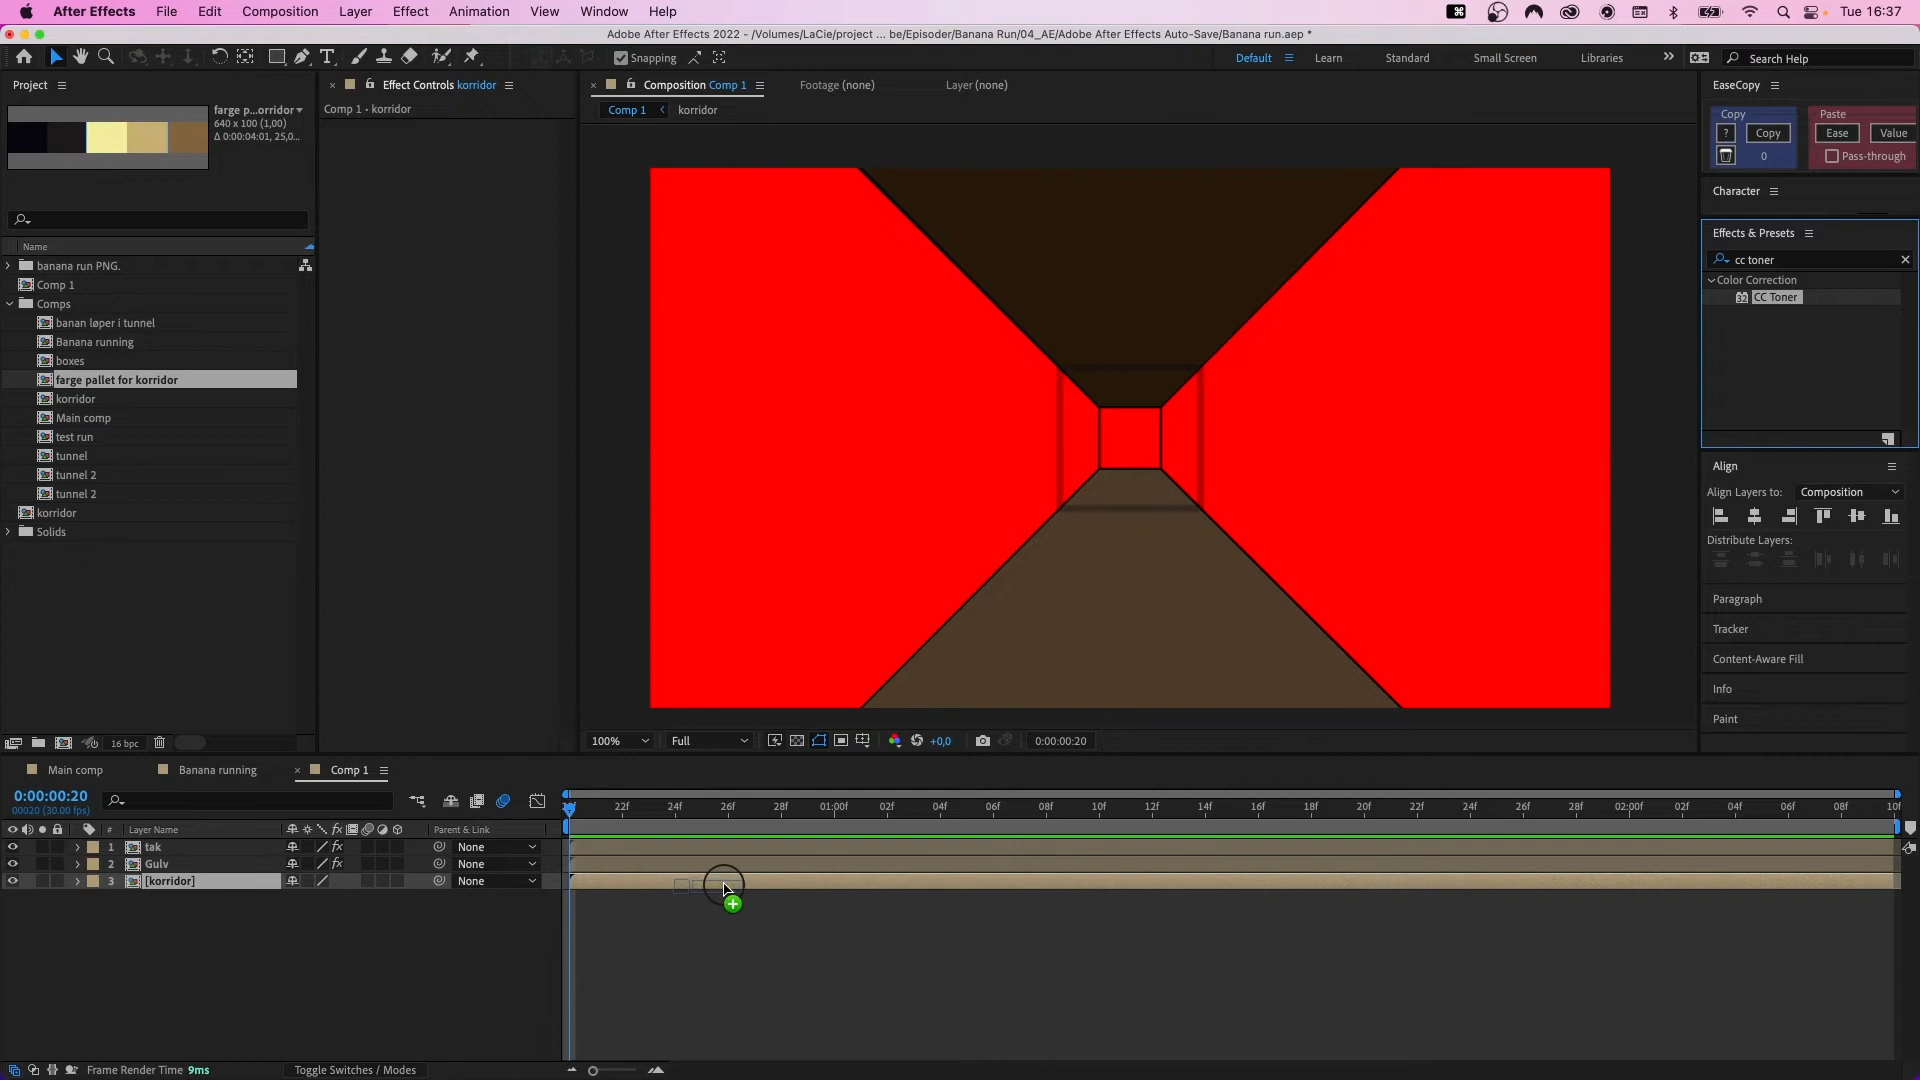 After Effects File Edit Composition Layer Effect Animation View Window Help Tue 16:37
Adobe After Effects 2022 - /Volumes/LaCie/project ... be/Episoder/Banana Run/04_AE/Adobe After Effects Auto-Save/Banana run.aep *
Snapping Default Learn Standard Small Screen Libraries Search Help
Project
farge p...orridor
640 x 100 (1,00)
Δ 0:00:04:01, 25,0...
Name
banana run PNG.
Comp 1
Comps
banan løper i tunnel
Banana running
boxes
farge pallet for korridor
korridor
Main comp
test run
tunnel
tunnel 2
tunnel 2
korridor
Solids
16 bpc
Effect Controls korridor
Comp 1 • korridor
Composition Comp 1 Footage (none) Layer (none)
Comp 1 korridor
100% Full +0,0 0:00:00:20
EaseCopy
Copy Paste
? Copy Ease Value
0 Pass-through
Character
Effects & Presets
cc toner
Color Correction
32 CC Toner
Align
Align Layers to: Composition
Distribute Layers:
Paragraph
Tracker
Content-Aware Fill
Info
Paint
Main comp Banana running Comp 1
0:00:00:20
00020 (30.00 fps)
22f 24f 26f 28f 01:00f 02f 04f 06f 08f 10f 12f 14f 16f 18f 20f 22f 24f 26f 28f 02:00f 02f 04f 06f 08f 10f
# Layer Name Parent & Link
1 tak None
2 Gulv None
3 [korridor] None
Frame Render Time 9ms Toggle Switches / Modes